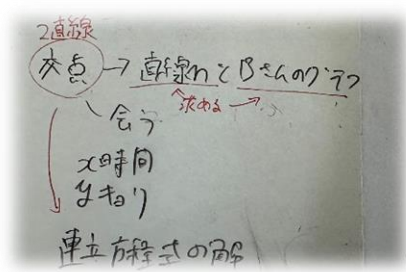 2直線
交点 → 直線nとBさんのグラフ
求める →
会う
x時間
yキョリ
連立方程式の解